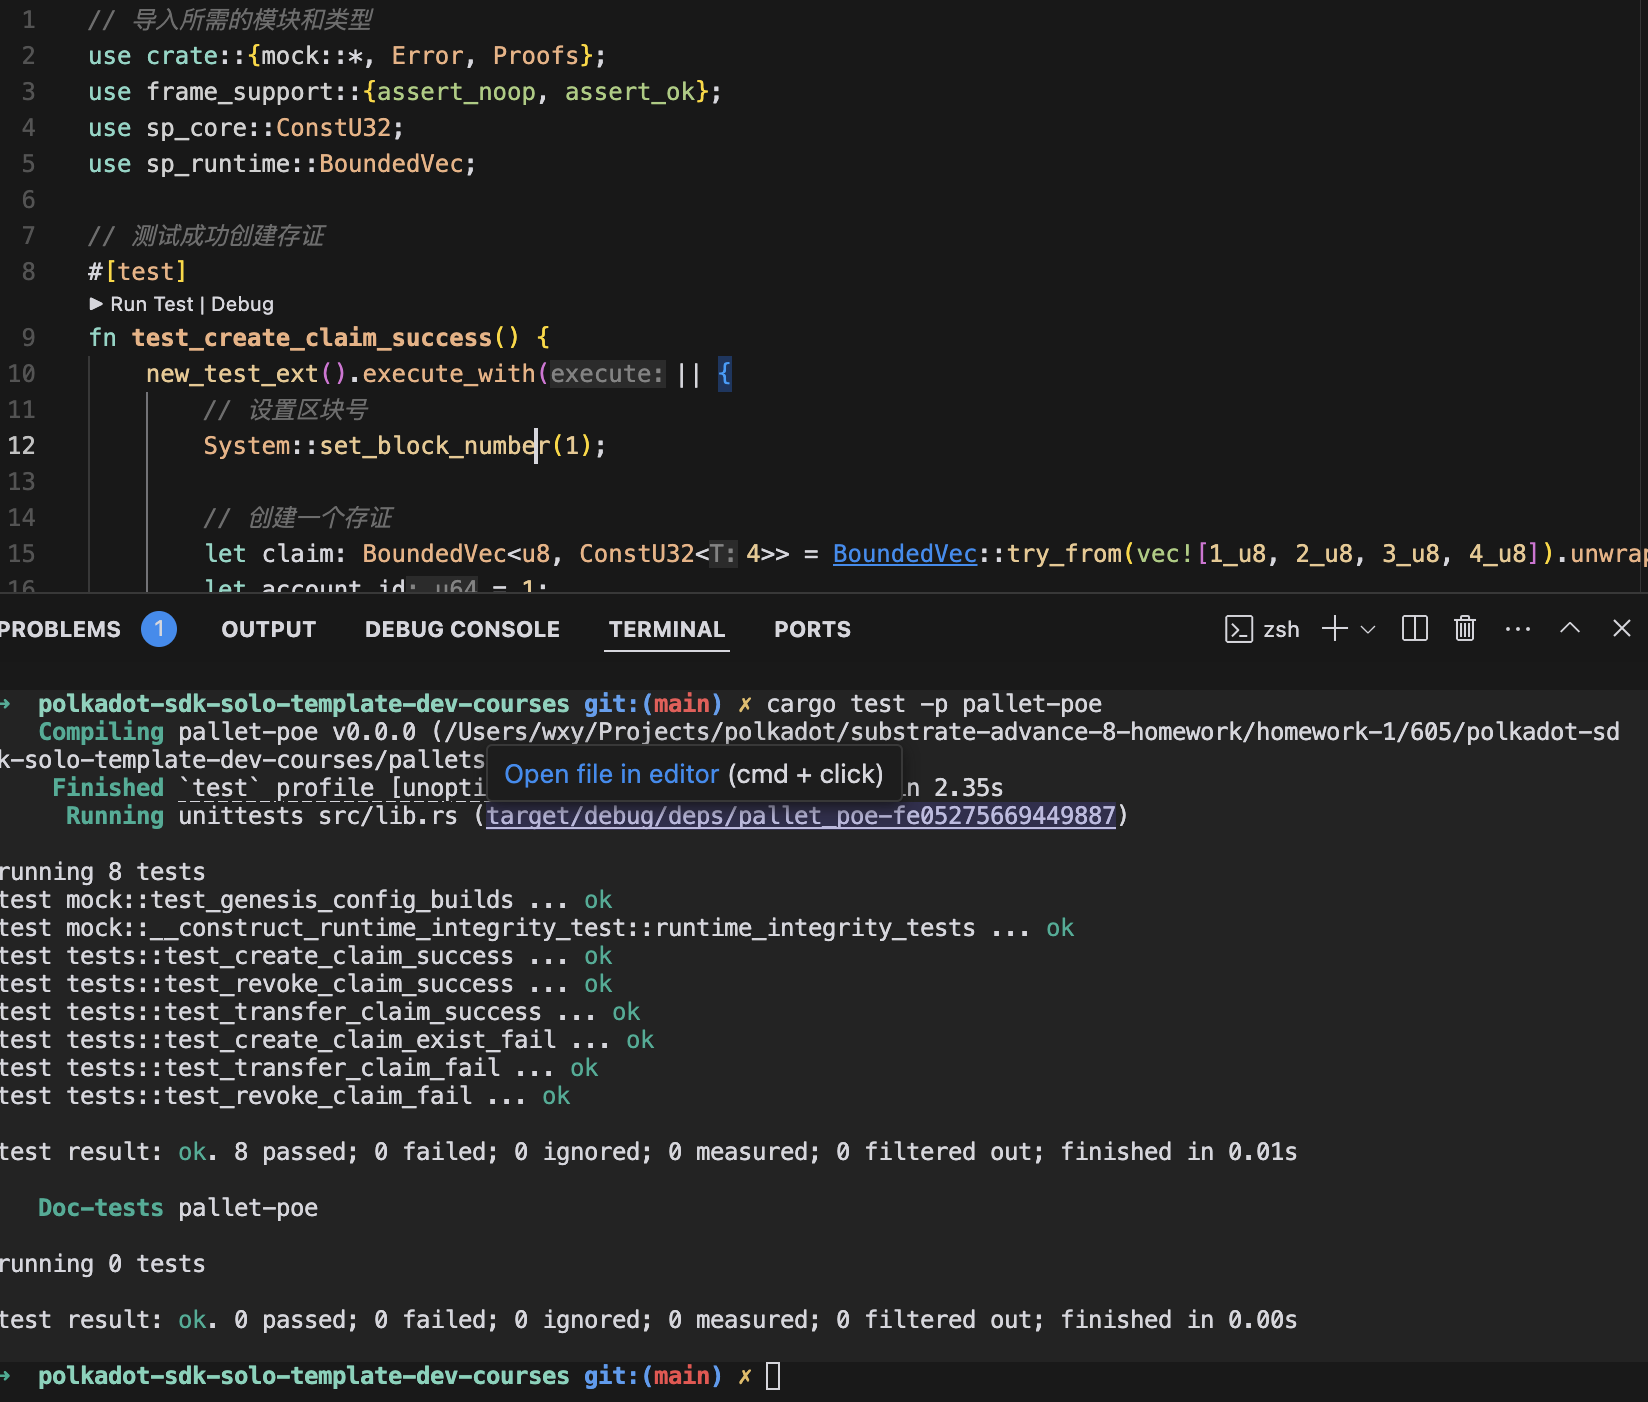 1 // 导入所需的模块和类型
2 use crate::{mock::*, Error, Proofs};
3 use frame_support::{assert_noop, assert_ok};
4 use sp_core::ConstU32;
5 use sp_runtime::BoundedVec;
6
7 // 测试成功创建存证
8 #[test]
▶ Run Test | Debug
9 fn test_create_claim_success() {
10 new_test_ext().execute_with(execute: || {
11 // 设置区块号
12 System::set_block_number(1);
13
14 // 创建一个存证
15 let claim: BoundedVec<u8, ConstU32<T: 4>> = BoundedVec::try_from(vec![1_u8, 2_u8, 3_u8, 4_u8]).unwrap
16 let account_id: u64 = 1;
PROBLEMS 1 OUTPUT DEBUG CONSOLE TERMINAL PORTS zsh
→ polkadot-sdk-solo-template-dev-courses git:(main) ✗ cargo test -p pallet-poe
Compiling pallet-poe v0.0.0 (/Users/wxy/Projects/polkadot/substrate-advance-8-homework/homework-1/605/polkadot-sd
k-solo-template-dev-courses/pallets
Open file in editor (cmd + click)
Finished `test` profile [unopti in 2.35s
Running unittests src/lib.rs (target/debug/deps/pallet_poe-fe05275669449887)
running 8 tests
test mock::test_genesis_config_builds ... ok
test mock::__construct_runtime_integrity_test::runtime_integrity_tests ... ok
test tests::test_create_claim_success ... ok
test tests::test_revoke_claim_success ... ok
test tests::test_transfer_claim_success ... ok
test tests::test_create_claim_exist_fail ... ok
test tests::test_transfer_claim_fail ... ok
test tests::test_revoke_claim_fail ... ok
test result: ok. 8 passed; 0 failed; 0 ignored; 0 measured; 0 filtered out; finished in 0.01s
Doc-tests pallet-poe
running 0 tests
test result: ok. 0 passed; 0 failed; 0 ignored; 0 measured; 0 filtered out; finished in 0.00s
→ polkadot-sdk-solo-template-dev-courses git:(main) ✗